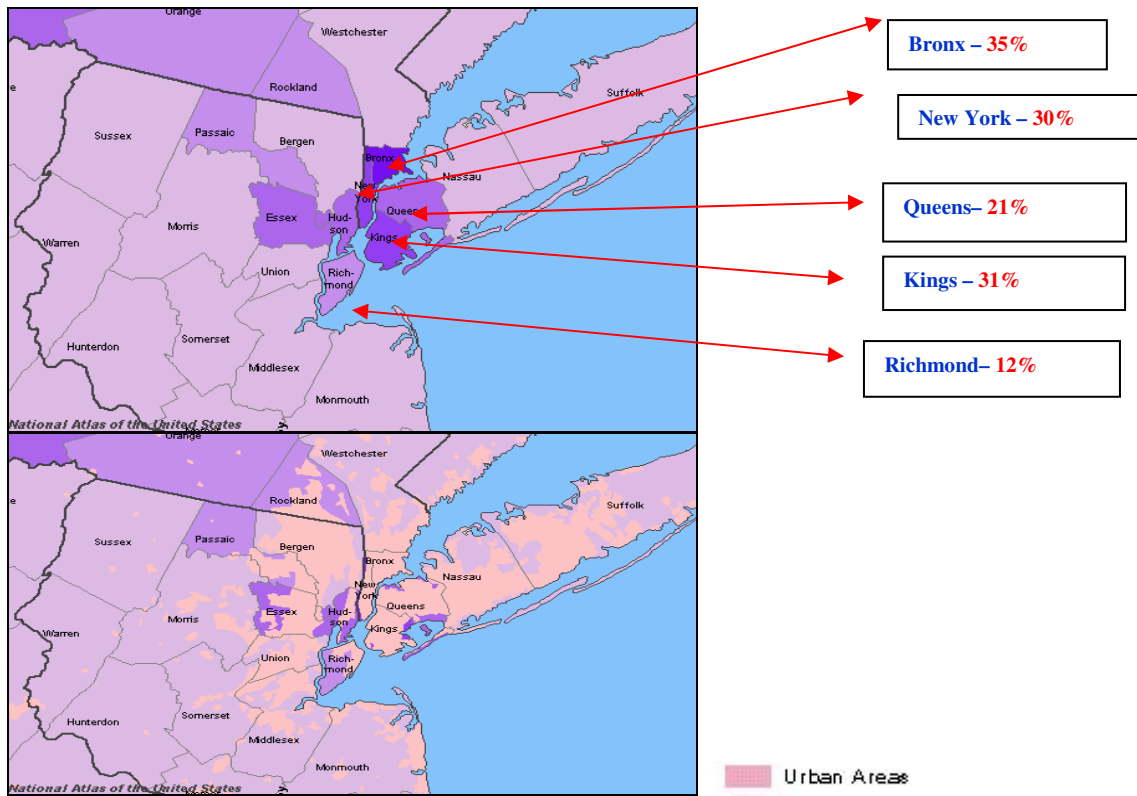 Orange
Westchester
Rockland
Suffolk
Sussex
Passaic
Bergen
Bronx
Nassau
New
York
Essex
Hud-
son
Queens
Morris
Kings
Warren
Union
Rich-
mond
Hunterdon
Somerset
Middlesex
Monmouth
National Atlas of the United States
Bronx – 35%
New York – 30%
Queens– 21%
Kings – 31%
Richmond– 12%
Orange
Westchester
Rockland
Suffolk
Sussex
Passaic
Bergen
Bronx
Nassau
New
York
Essex
Hud-
son
Queens
Morris
Kings
Warren
Union
Rich-
mond
Hunterdon
Somerset
Middlesex
Monmouth
National Atlas of the United States
Urban Areas